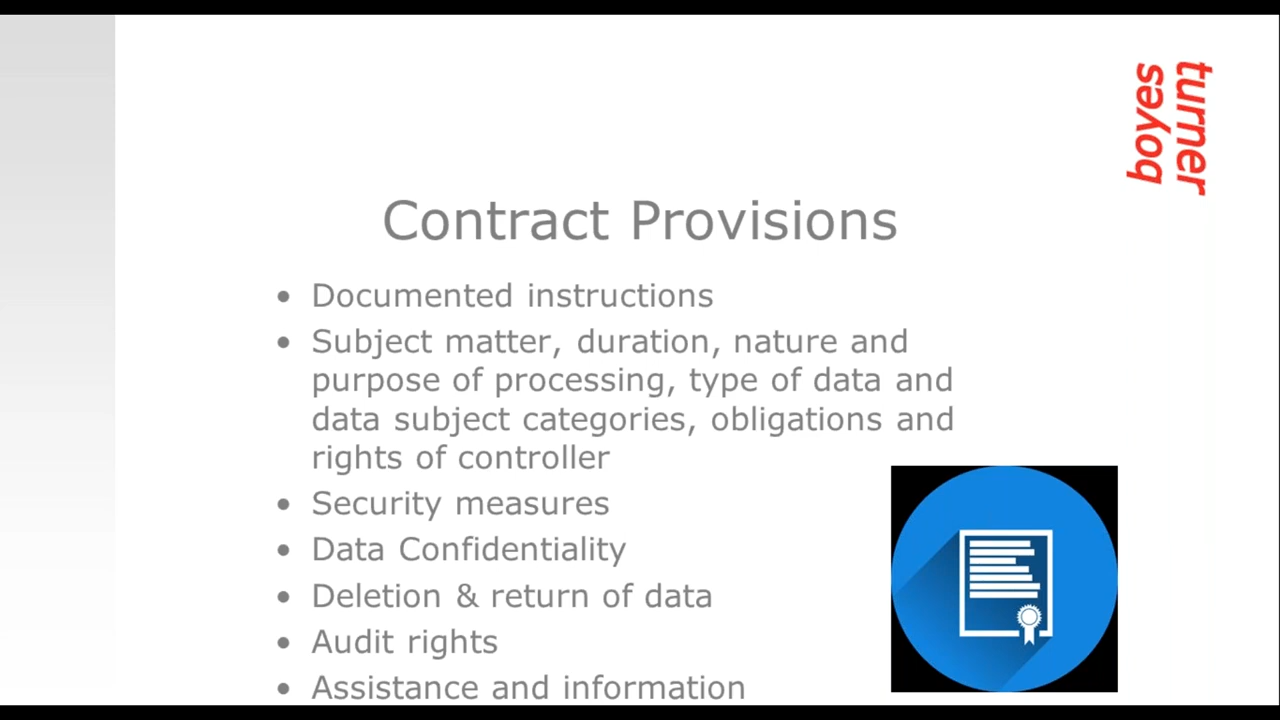 boyes
turner
Contract Provisions
• Documented instructions
• Subject matter, duration, nature and
purpose of processing, type of data and
data subject categories, obligations and
rights of controller
• Security measures
• Data Confidentiality
• Deletion & return of data
• Audit rights
• Assistance and information